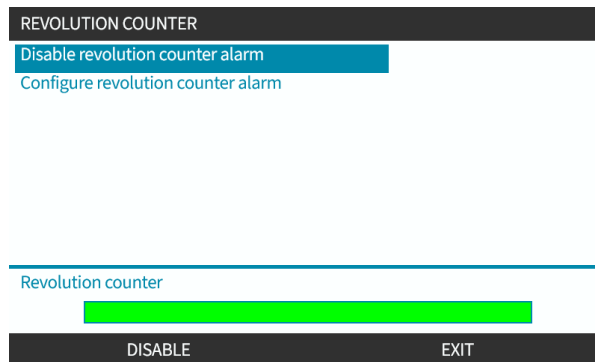 REVOLUTION COUNTER
Disable revolution counter alarm
Configure revolution counter alarm
Revolution counter
DISABLE EXIT